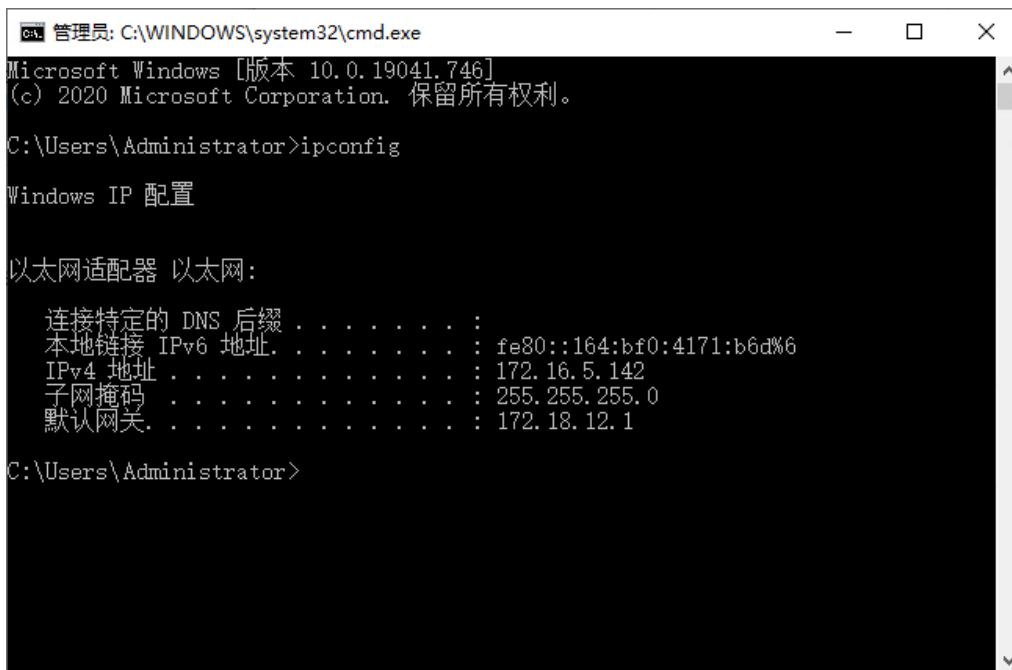 管理员: C:\WINDOWS\system32\cmd.exe
Microsoft Windows [版本 10.0.19041.746]
(c) 2020 Microsoft Corporation. 保留所有权利。
C:\Users\Administrator>ipconfig
Windows IP 配置
以太网适配器 以太网:
连接特定的 DNS 后缀 . . . . . . . :
本地链接 IPv6 地址. . . . . . . . : fe80::164:bf0:4171:b6d%6
IPv4 地址 . . . . . . . . . . . . : 172.16.5.142
子网掩码  . . . . . . . . . . . . : 255.255.255.0
默认网关. . . . . . . . . . . . . : 172.18.12.1
C:\Users\Administrator>